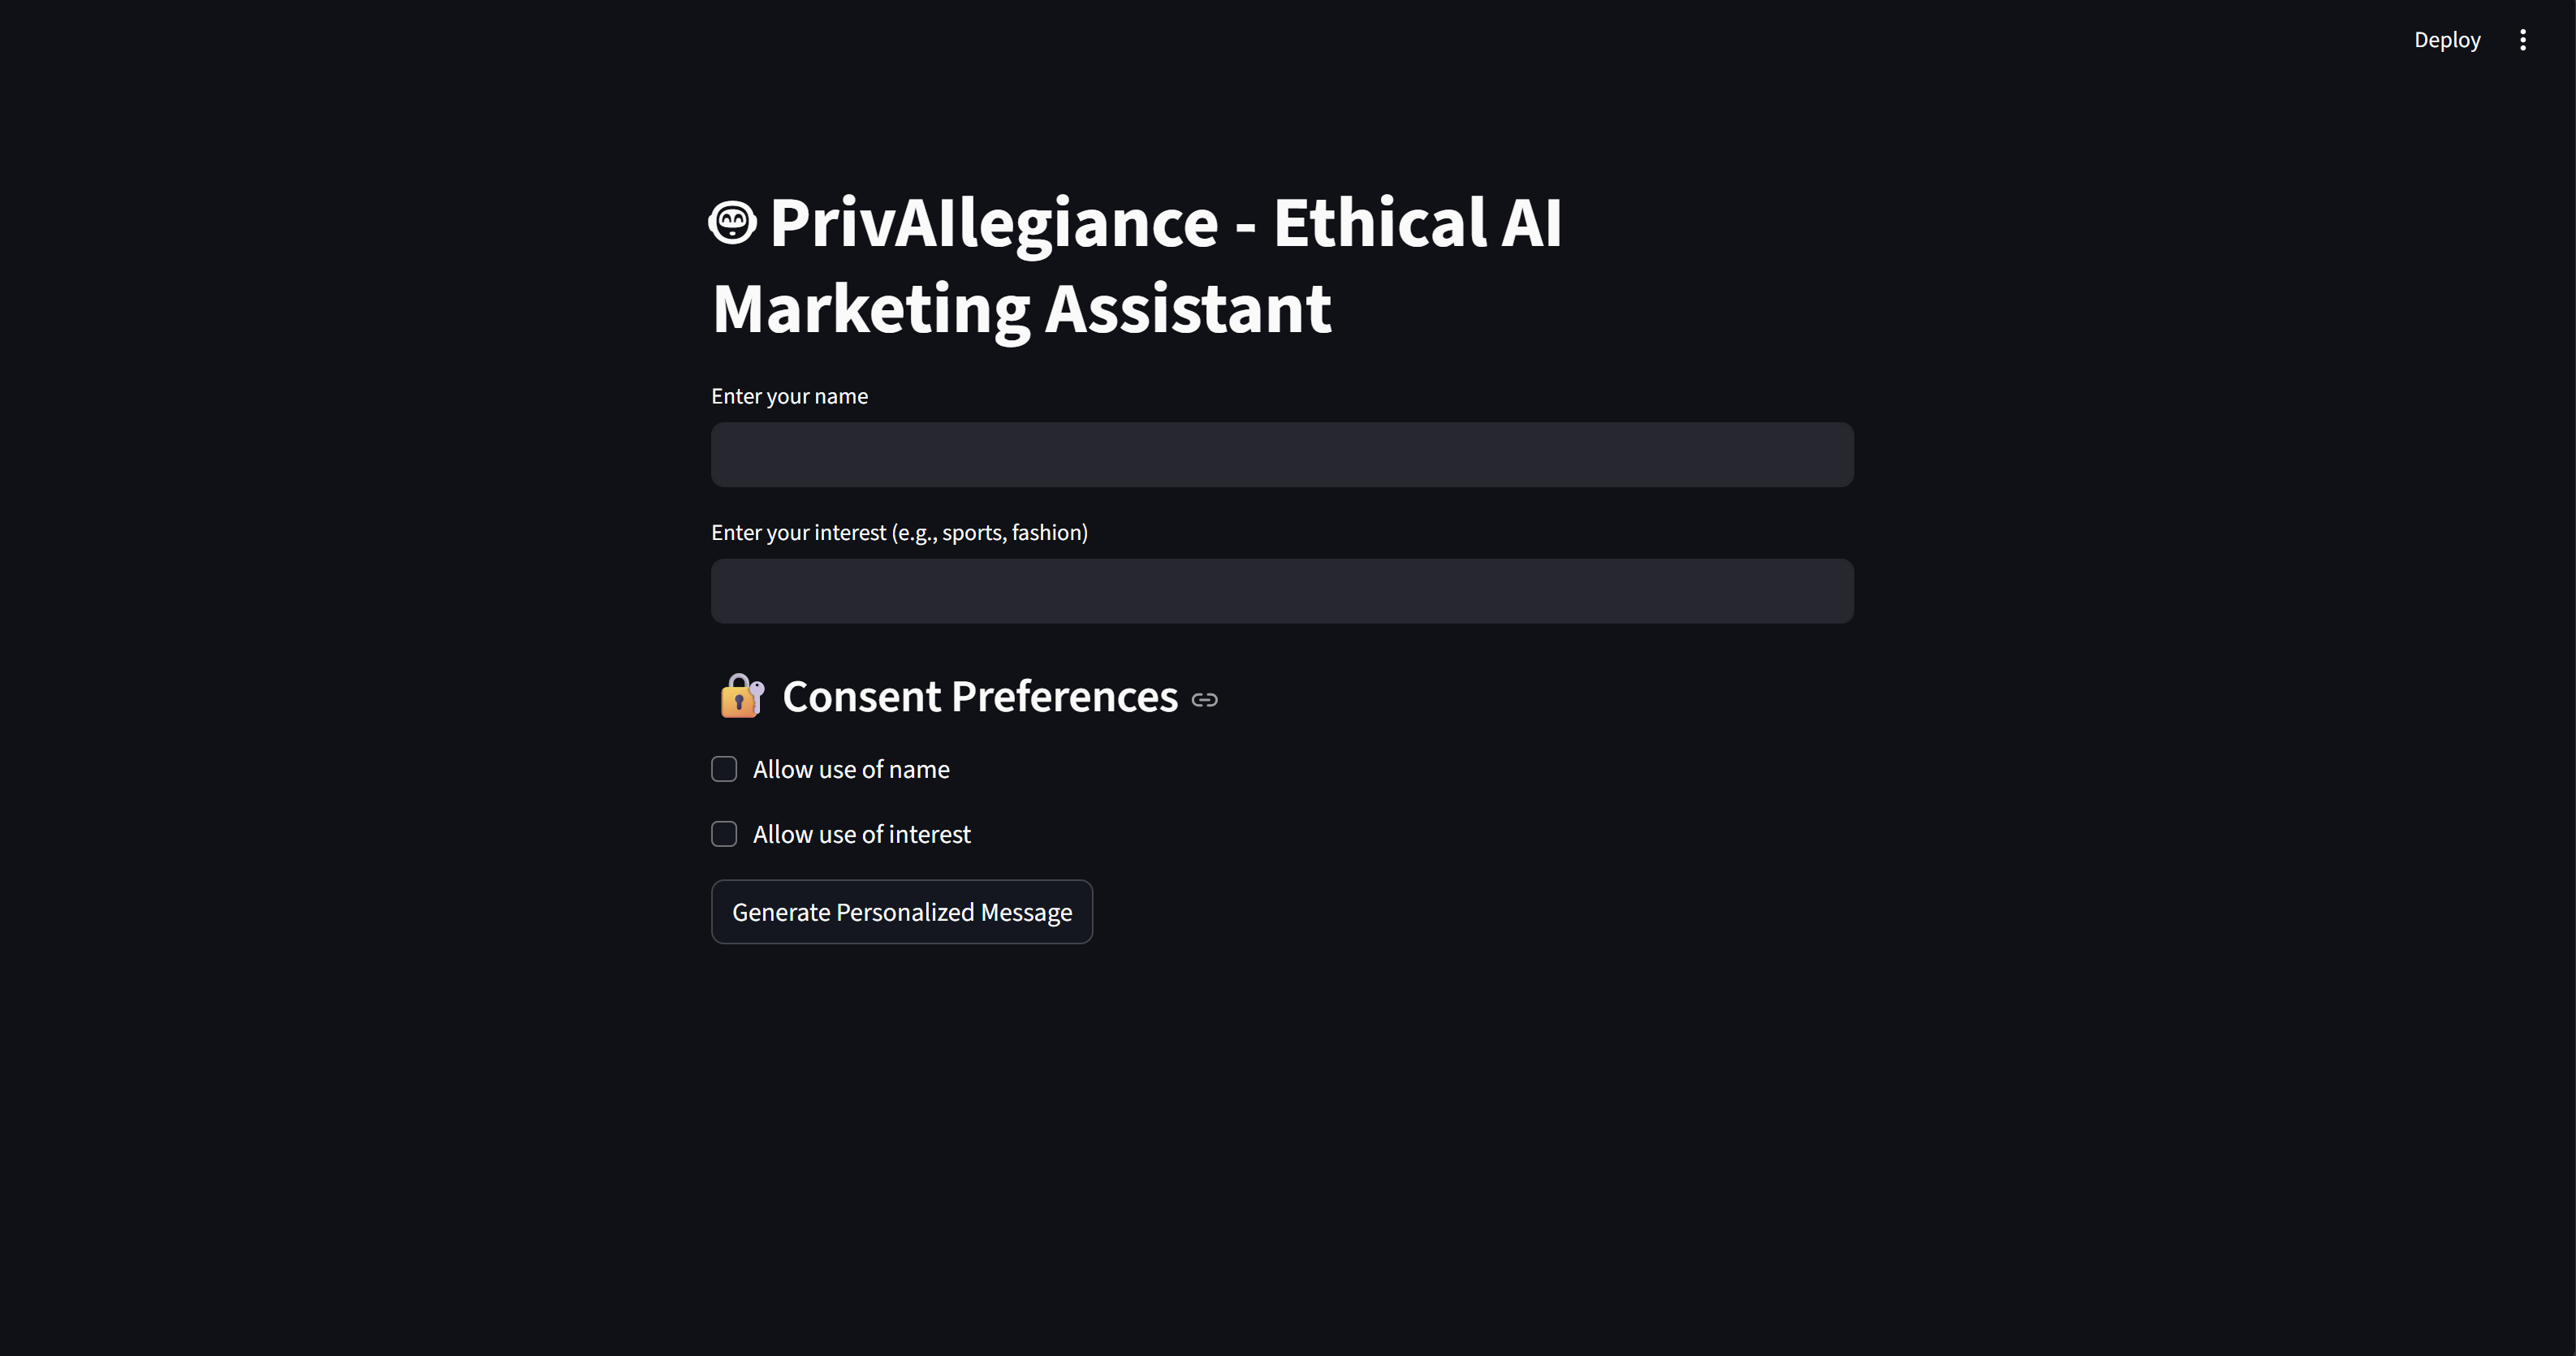 Deploy
PrivAIlegiance - Ethical AI
Marketing Assistant
Enter your name
Enter your interest (e.g., sports, fashion)
Consent Preferences
Allow use of name
Allow use of interest
Generate Personalized Message